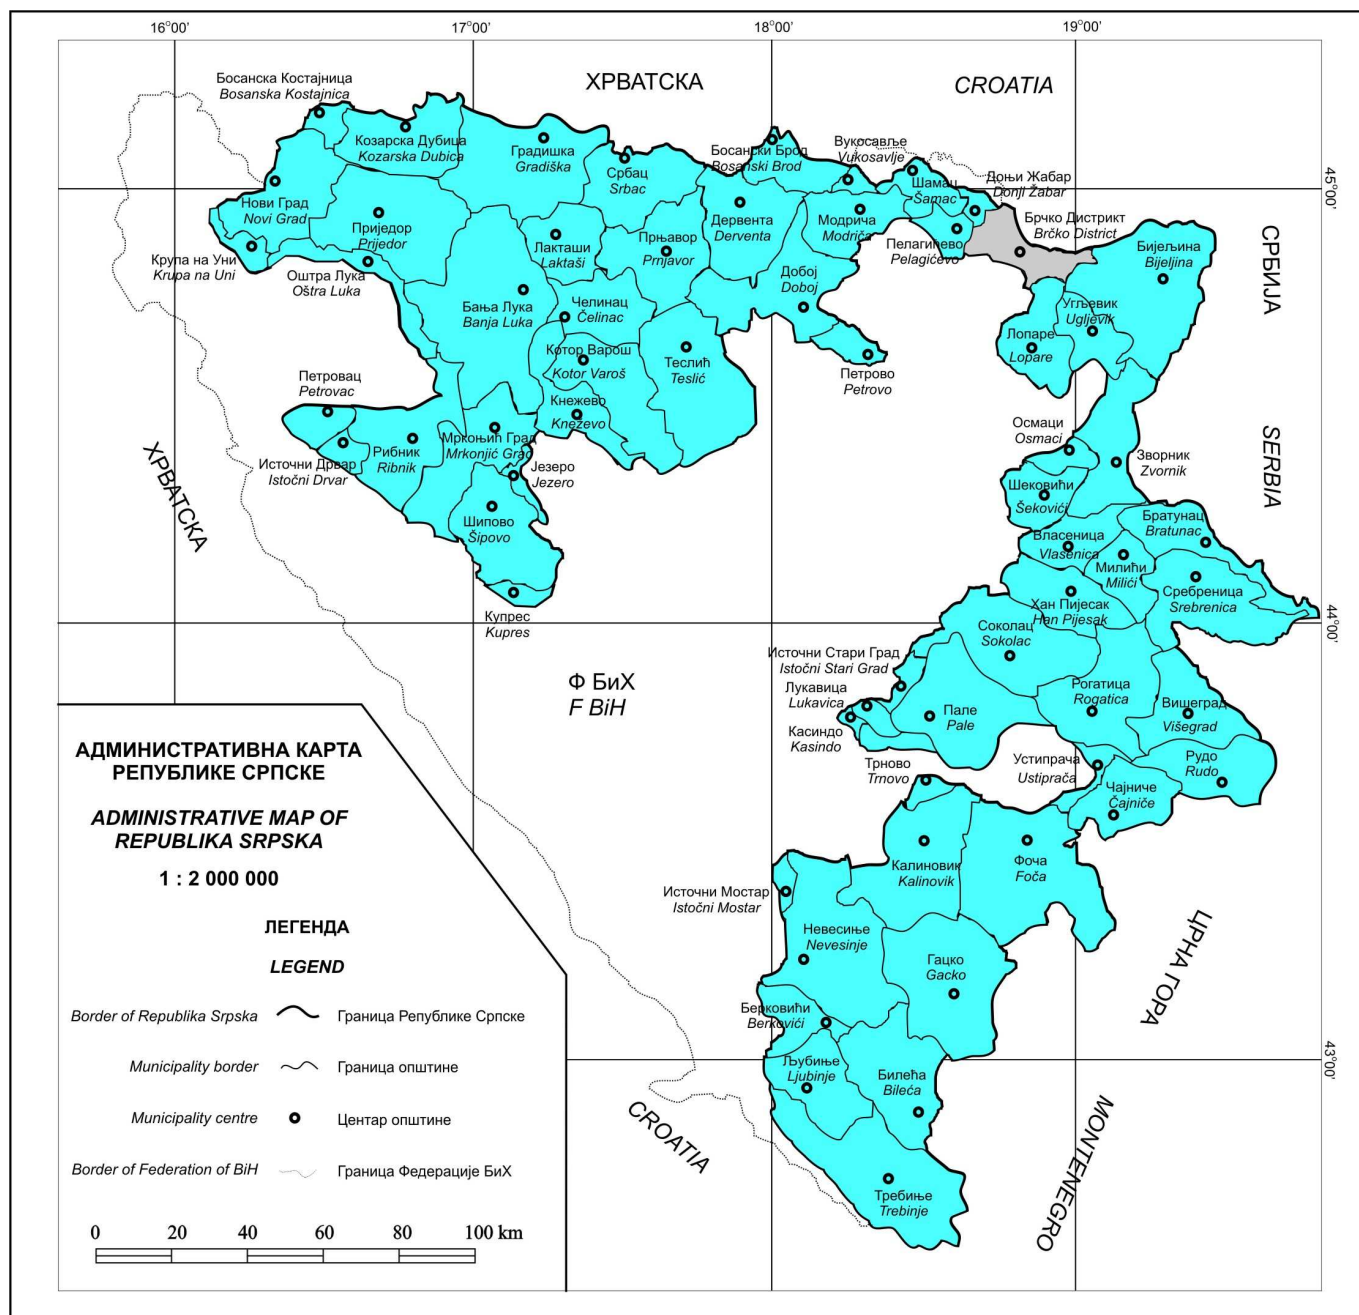 16°00'
17°00'
18°00'
19°00'
ХРВАТСКА
CROATIA
Босанска Костајница
Bosanska Kostajnica
Козарска Дубица
Kozarska Dubica
Градишка
Gradiška
Србац
Srbac
Босански Брод
Bosanski Brod
Вукосавље
Vukosavlje
Шамац
Šamac
Доњи Жабар
Donji Žabar
Брчко Дистрикт
Brčko District
45°00'
Нови Град
Novi Grad
Приједор
Prijedor
Лакташи
Laktaši
Прњавор
Prnjavor
Дервента
Derventa
Модрича
Modriča
Пелагићево
Pelagićevo
Бијељина
Bijeljina
СРБИЈА
Крупа на Уни
Krupa na Uni
Оштра Лука
Oštra Luka
Бања Лука
Banja Luka
Челинац
Čelinac
Добој
Doboj
Угљевик
Ugljevik
Лопаре
Lopare
Котор Варош
Kotor Varoš
Теслић
Teslić
Петрово
Petrovo
Петровац
Petrovac
Кнежево
Knezevo
Источни Дрвар
Istočni Drvar
Рибник
Ribnik
Мркоњић Град
Mrkonjić Grad
Језеро
Jezero
Осмаци
Osmaci
Зворник
Zvornik
SERBIA
ХРВАТСКА
Шипово
Šipovo
Шековићи
Šekovići
Братунац
Bratunac
Власеница
Vlasenica
Милићи
Milići
Сребреница
Srebrenica
Купрес
Kupres
Хан Пијесак
Han Pijesak
44°00'
Соколац
Sokolac
Источни Стари Град
Istočni Stari Grad
Ф БиХ
F BiH
Лукавица
Lukavica
Касиндо
Kasindo
Пале
Pale
Рогатица
Rogatica
Вишеград
Višegrad
Трново
Trnovo
Устипрача
Ustiprača
Рудо
Rudo
Чајниче
Čajniče
Калиновик
Kalinovik
Фоча
Foča
Источни Мостар
Istočni Mostar
Невесиње
Nevesinje
Гацко
Gacko
ЦРНА ГОРА
Берковићи
Berkovići
Љубиње
Ljubinje
Билећа
Bileća
43°00'
CROATIA
MONTENEGRO
Требиње
Trebinje
АДМИНИСТРАТИВНА КАРТА
РЕПУБЛИКЕ СРПСКЕ
ADMINISTRATIVE MAP OF
REPUBLIKA SRPSKA
1 : 2 000 000
ЛЕГЕНДА
LEGEND
Border of Republika Srpska Граница Републике Српске
Municipality border Граница општине
Municipality centre Центар општине
Border of Federation of BiH Граница Федерације БиХ
0 20 40 60 80 100 km